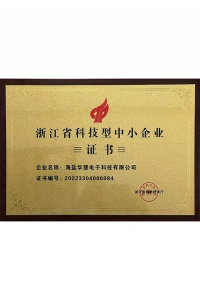 浙江省科技型中小企业
证书
企业名称：海盐华慧电子科技有限公司
证书编号：20223304000884